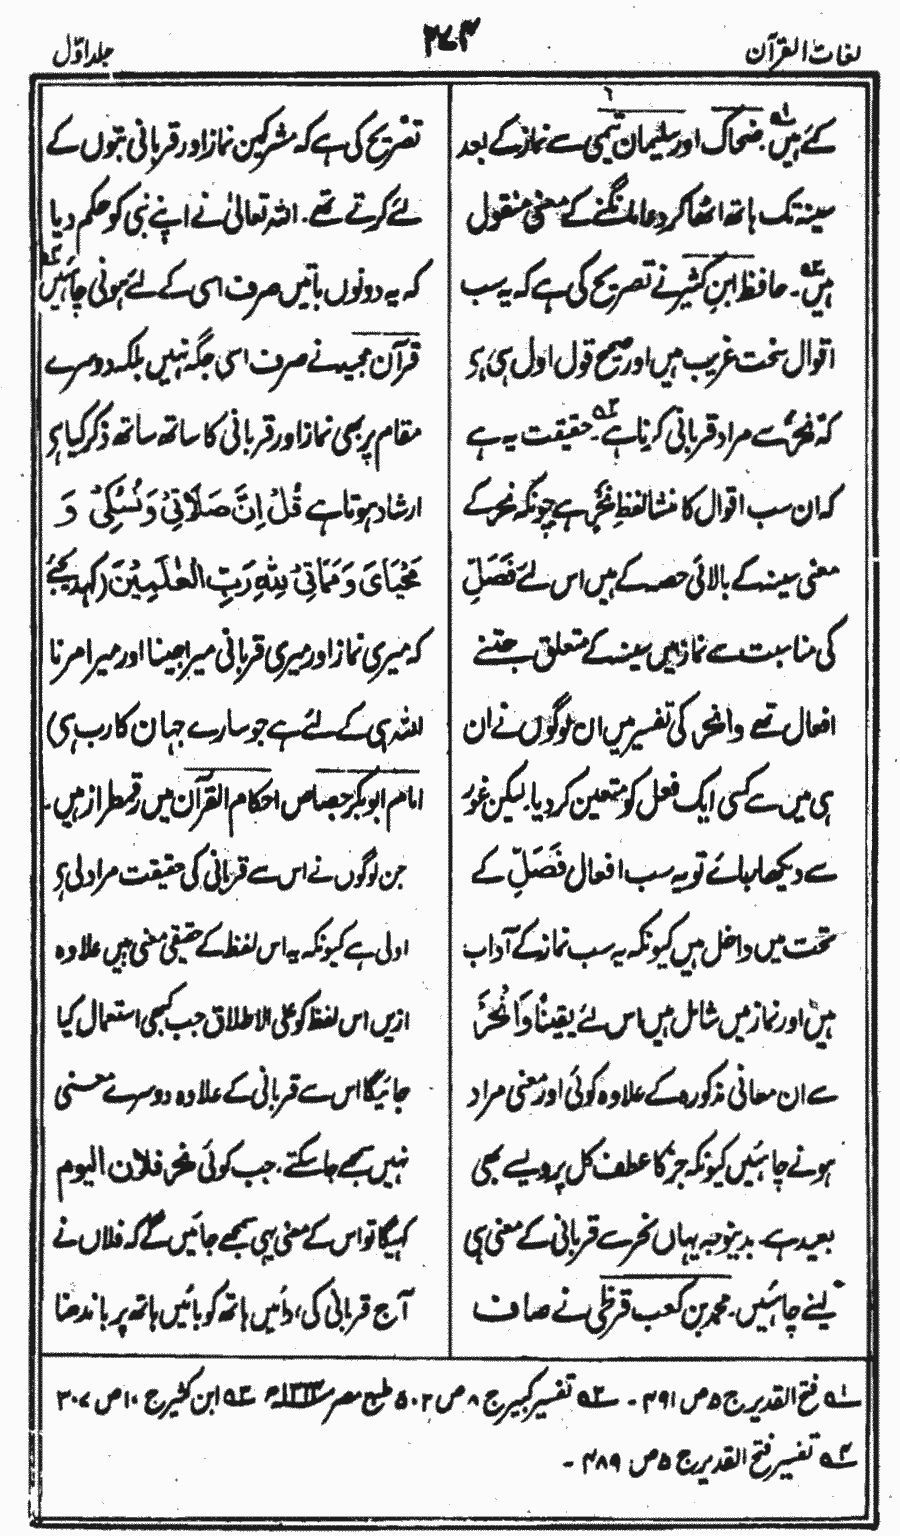 لغات القرآن
۲۷۴
جلد اوّل
گئے ہیں ۱ه۔ ضحاک اور سلیمان تیمی سے نماز کے بعد
سینہ تک ہاتھ اٹھا کر دعا مانگنے کے معنی منقول
ہیں ۲ه۔ حافظ ابن کثیر نے تصریح کی ہے کہ یہ سب
اقوال سخت غریب ہیں اور صحیح قول اول ہی ہے
کہ نحر سے مراد قربانی کرنا ہے ۳ه۔ حقیقت یہ ہے
کہ ان سب اقوال کا منشا لفظِ نحر ہے چونکہ نحر کے
معنی سینہ کے بالائی حصہ کے ہیں اس لئے فَصَلِّ
کی مناسبت سے نماز میں سینہ کے متعلق جتنے
افعال تھے وانحر کی تفسیر میں ان لوگوں نے ان
ہی میں سے کسی ایک فعل کو متعین کر دیا۔ لیکن غور
سے دیکھا جائے تو یہ سب افعال فَصَلِّ کے
تحت میں داخل ہیں کیونکہ یہ سب نماز کے آداب
ہیں اور نماز میں شامل ہیں اس لئے یقیناً وَانْحَرْ
سے ان معانی مذکورہ کے علاوہ کوئی اور معنی مراد
ہونے چاہئیں کیونکہ جز کا عطف کل پر ویسے بھی
بعید ہے۔ بدینوجہ یہاں نحر سے قربانی کے معنی ہی
لینے چاہئیں۔ محمد بن کعب قرظی نے صاف
تصریح کی ہے کہ مشرکین نماز اور قربانی بتوں کے
لئے کرتے تھے۔ اللہ تعالیٰ نے اپنے نبی کو حکم دیا
کہ یہ دونوں باتیں صرف اسی کے لئے ہونی چاہئیں ۴ه
قرآن مجید نے صرف اسی جگہ نہیں بلکہ دوسرے
مقام پر بھی نماز اور قربانی کا ساتھ ساتھ ذکر کیا ہے
ارشاد ہوتا ہے قُلْ اِنَّ صَلَاتِیْ وَنُسُكِیْ وَ
مَحْیَایَ وَمَمَاتِیْ لِلّٰهِ رَبِّ الْعٰلَمِیْنَ (کہہ دیجئے
کہ میری نماز اور میری قربانی میرا جینا اور میرا مرنا
اللہ ہی کے لئے ہے جو سارے جہان کا رب ہے)
امام ابوبکر جصاص احکام القرآن میں رقمطراز ہیں۔
جن لوگوں نے اس سے قربانی کی حقیقت مراد لی ہے
اولی ہے کیونکہ یہ اس لفظ کے حقیقی معنی ہیں علاوہ
ازیں اس لفظ کو علی الاطلاق جب کبھی استعمال کیا
جائیگا اس سے قربانی کے علاوہ دوسرے معنی
نہیں سمجھے جا سکتے۔ جب کوئی نحر فلان الیوم
کہیگا تو اس کے معنی یہی سمجھے جائیں گے کہ فلاں نے
آج قربانی کی، دائیں ہاتھ کو بائیں ہاتھ پر باندھنا
۱ه فتح القدیر ج ۵ ص ۴۹۱ ۔ ۲ه تفسیر کبیر ج ۸ ص ۵۰۲ طبع مصر ۱۳۲۴ھ ۳ه ابن کثیر ج ۱۰ ص ۳۰۷
۴ه تفسیر فتح القدیر ج ۵ ص ۴۸۹ ۔